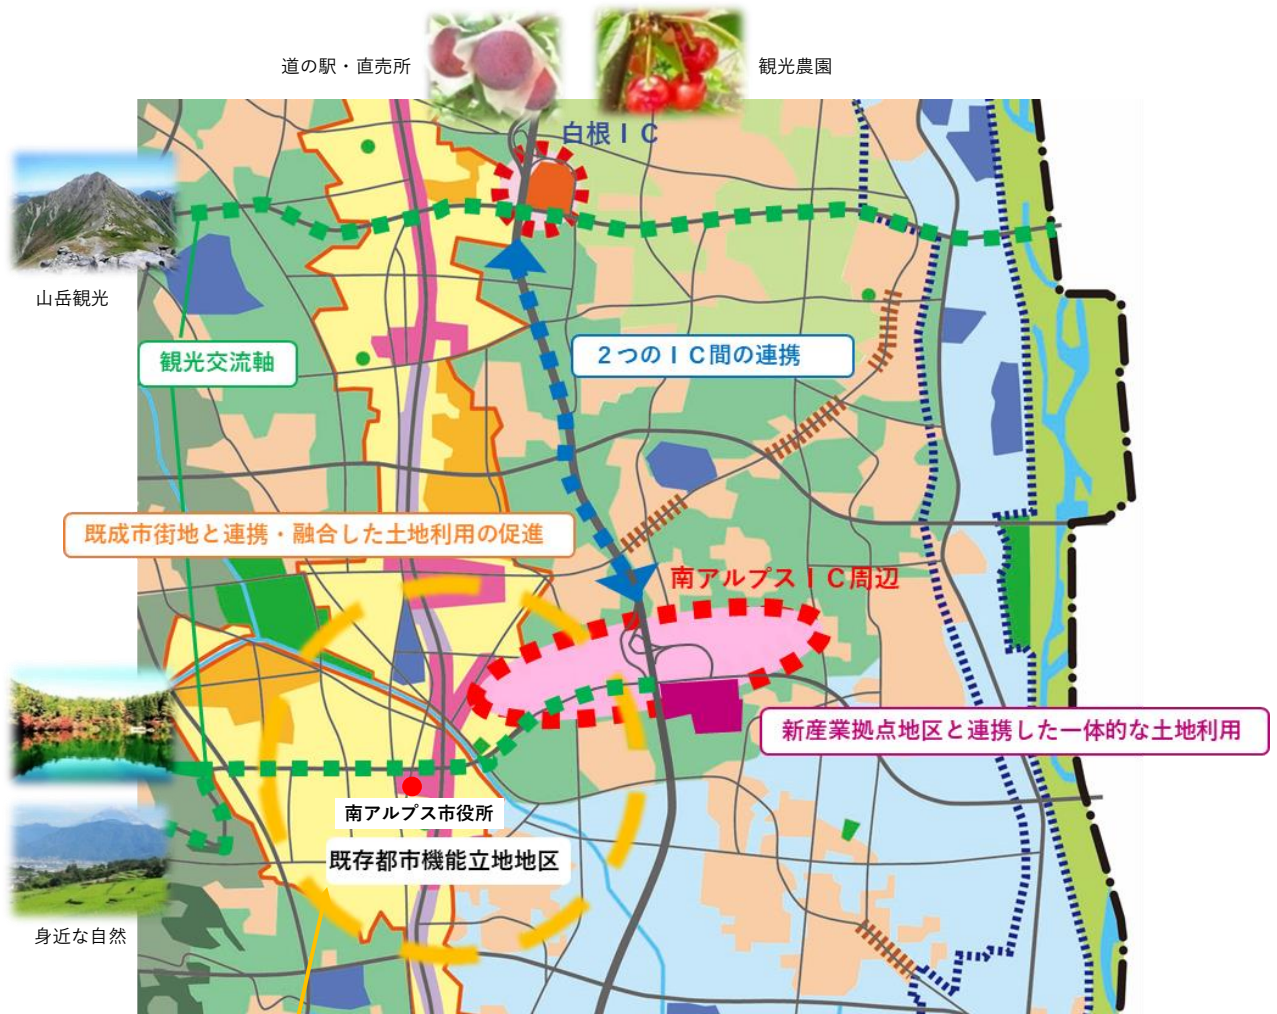 道の駅・直売所
観光農園
白根ＩＣ
山岳観光
観光交流軸
２つのＩＣ間の連携
既成市街地と連携・融合した土地利用の促進
南アルプスＩＣ周辺
新産業拠点地区と連携した一体的な土地利用
南アルプス市役所
既存都市機能立地地区
身近な自然